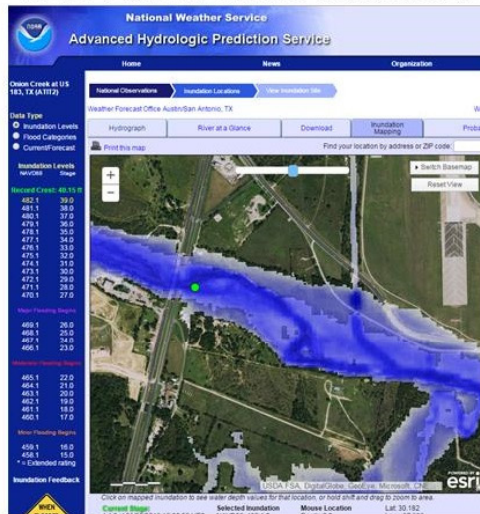 National Weather Service
Advanced Hydrologic Prediction Service
Home News Organization
Onion Creek at US
183, TX (ATIT2)
National Observations Inundation Locations View Inundation Site
Weather Forecast Office Austin/San Antonio, TX
Data Type
Inundation Levels
Flood Categories
Current/Forecast
Hydrograph River at a Glance Download Inundation Mapping
Print this map Find your location by address or ZIP code:
Switch Basemap
Reset View
Inundation Levels
NAVD88 Stage
Record Crest: 40.15 ft
482.1 39.0
481.1 38.0
480.1 37.0
479.1 36.0
478.1 35.0
477.1 34.0
476.1 33.0
475.1 32.0
474.1 31.0
473.1 30.0
472.1 29.0
471.1 28.0
470.1 27.0
Major Flooding Begins
469.1 26.0
468.1 25.0
467.1 24.0
466.1 23.0
Moderate Flooding Begins
465.1 22.0
464.1 21.0
463.1 20.0
462.1 19.0
461.1 18.0
460.1 17.0
Minor Flooding Begins
459.1 16.0
458.1 15.0
* = Extended rating
Inundation Feedback
WHEN
USDA FSA, DigitalGlobe, GeoEye, Microsoft, CNE
POWERED BY
esri
Click on mapped inundation to see water depth values for that location, or hold shift and drag to zoom to area.
Current Stage: Selected Inundation Mouse Location Lat: 30.182